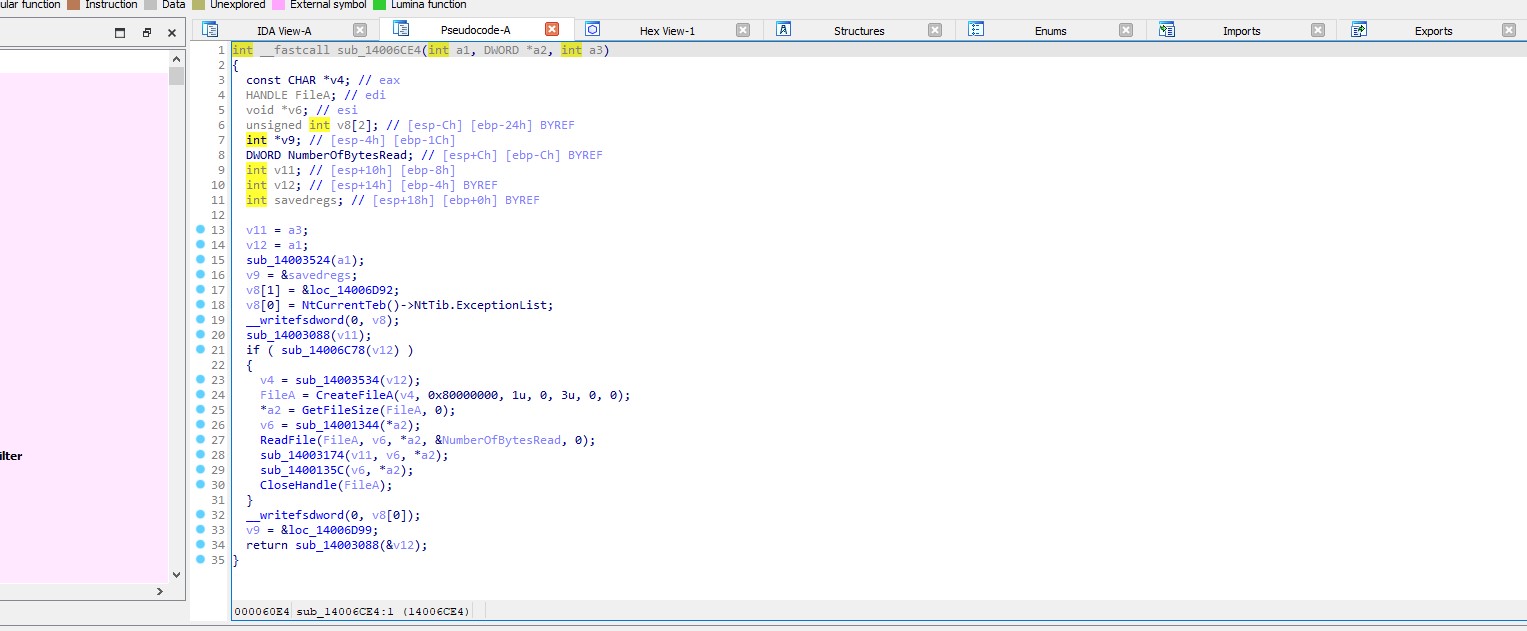 ular function Instruction Data Unexplored External symbol Lumina function
IDA View-A Pseudocode-A Hex View-1 Structures Enums Imports Exports
1 int __fastcall sub_14006CE4(int a1, DWORD *a2, int a3)
2 {
3 const CHAR *v4; // eax
4 HANDLE FileA; // edi
5 void *v6; // esi
6 unsigned int v8[2]; // [esp-Ch] [ebp-24h] BYREF
7 int *v9; // [esp-4h] [ebp-1Ch]
8 DWORD NumberOfBytesRead; // [esp+Ch] [ebp-Ch] BYREF
9 int v11; // [esp+10h] [ebp-8h]
10 int v12; // [esp+14h] [ebp-4h] BYREF
11 int savedregs; // [esp+18h] [ebp+0h] BYREF
12
13 v11 = a3;
14 v12 = a1;
15 sub_14003524(a1);
16 v9 = &savedregs;
17 v8[1] = &loc_14006D92;
18 v8[0] = NtCurrentTeb()->NtTib.ExceptionList;
19 __writefsdword(0, v8);
20 sub_14003088(v11);
21 if ( sub_14006C78(v12) )
22 {
23 v4 = sub_14003534(v12);
24 FileA = CreateFileA(v4, 0x80000000, 1u, 0, 3u, 0, 0);
25 *a2 = GetFileSize(FileA, 0);
26 v6 = sub_14001344(*a2);
27 ReadFile(FileA, v6, *a2, &NumberOfBytesRead, 0);
28 sub_14003174(v11, v6, *a2);
29 sub_1400135C(v6, *a2);
30 CloseHandle(FileA);
31 }
32 __writefsdword(0, v8[0]);
33 v9 = &loc_14006D99;
34 return sub_14003088(&v12);
35 }
ilter
000060E4 sub_14006CE4:1 (14006CE4)